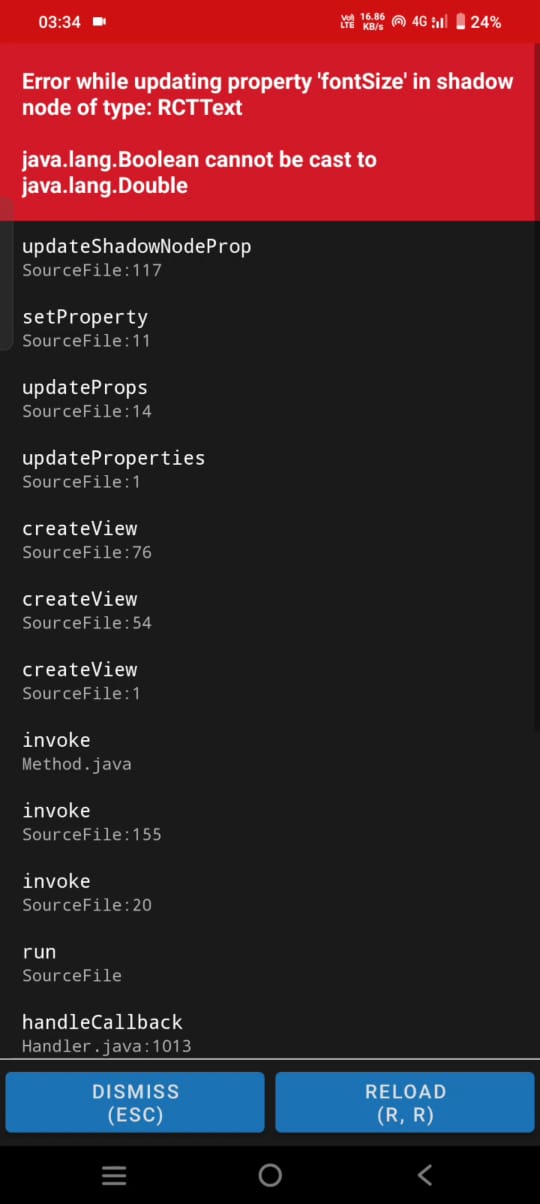 03:34
Vo) LTE 16.86 KB/s 4G 24%
Error while updating property 'fontSize' in shadow
node of type: RCTText
java.lang.Boolean cannot be cast to
java.lang.Double
updateShadowNodeProp
SourceFile:117
setProperty
SourceFile:11
updateProps
SourceFile:14
updateProperties
SourceFile:1
createView
SourceFile:76
createView
SourceFile:54
createView
SourceFile:1
invoke
Method.java
invoke
SourceFile:155
invoke
SourceFile:20
run
SourceFile
handleCallback
Handler.java:1013
DISMISS
(ESC)
RELOAD
(R, R)